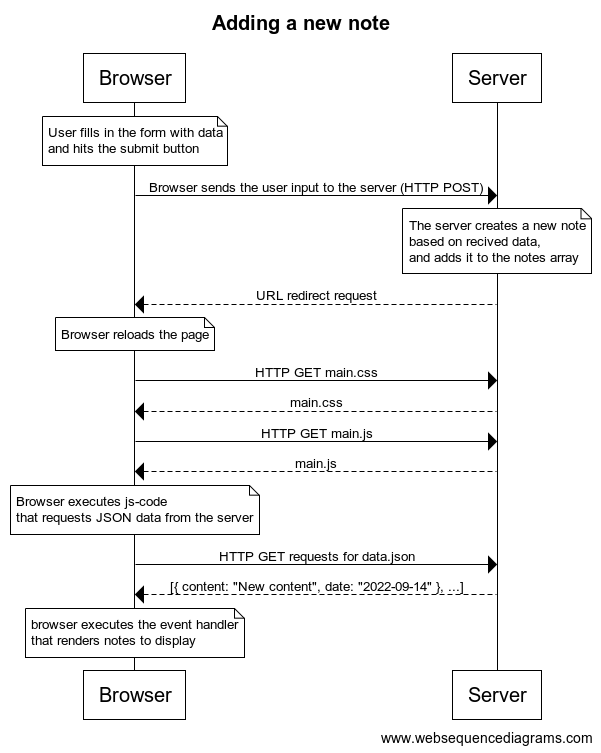 Adding a new note
Browser
Server
User fills in the form with data
and hits the submit button
Browser sends the user input to the server (HTTP POST)
The server creates a new note
based on recived data,
and adds it to the notes array
URL redirect request
Browser reloads the page
HTTP GET main.css
main.css
HTTP GET main.js
main.js
Browser executes js-code
that requests JSON data from the server
HTTP GET requests for data.json
[{ content: "New content", date: "2022-09-14" }, ...]
browser executes the event handler
that renders notes to display
Browser
Server
www.websequencediagrams.com